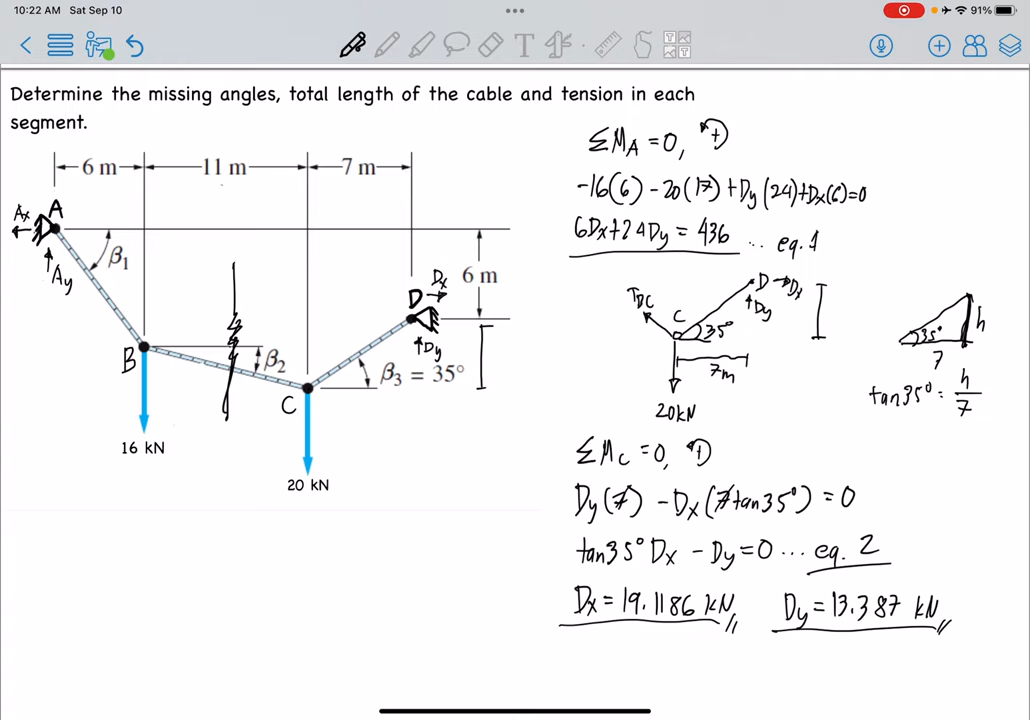 10:22 AM Sat Sep 10
91%
Determine the missing angles, total length of the cable and tension in each
segment.
6 m
11 m
7 m
Ax
A
β1
Ay
6 m
D
Dx
Dy
B
β2
β3 = 35°
C
16 kN
20 kN
ΣMA = 0, +
-16(6) - 20(17) + Dy(24) + Dx(6) = 0
6Dx + 24Dy = 436 ... eq. 1
TDC
C
35°
D
Dx
Dy
7m
20kN
35°
h
7
tan35° = h/7
ΣMC = 0, +
Dy(7) - Dx(7tan35°) = 0
tan35° Dx - Dy = 0 ... eq. 2
Dx = 19.1186 kN
Dy = 13.387 kN